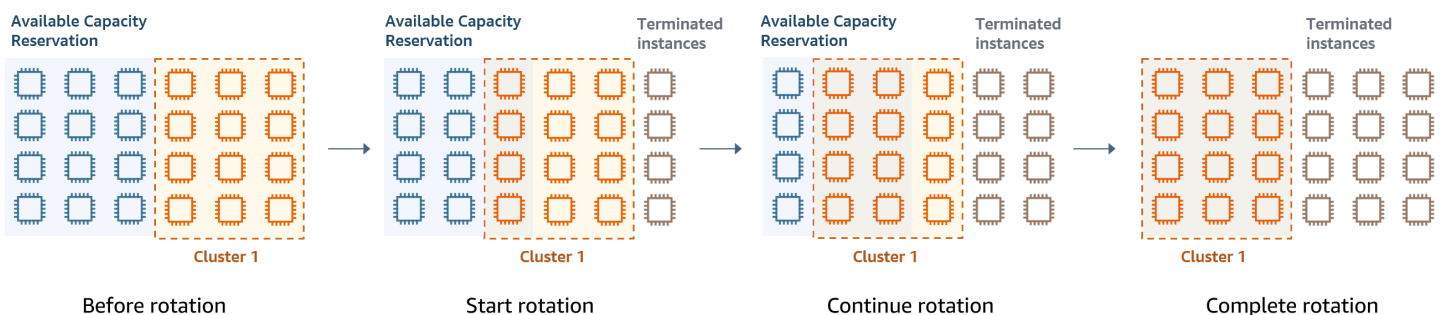 Available Capacity
Reservation
Cluster 1
Before rotation
Available Capacity
Reservation
Terminated
instances
Cluster 1
Start rotation
Available Capacity
Reservation
Terminated
instances
Cluster 1
Continue rotation
Terminated
instances
Cluster 1
Complete rotation